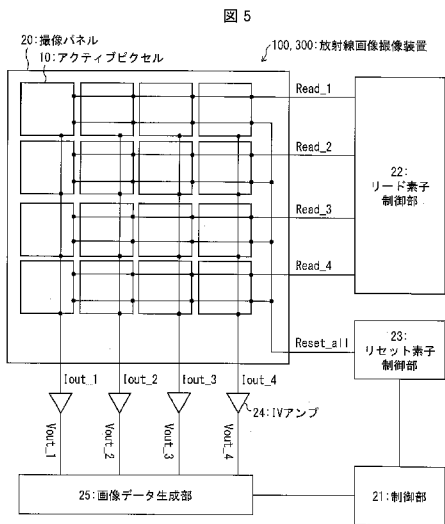 図 5
20:撮像パネル
10:アクティブピクセル
100,300:放射線画像撮像装置
Read_1
Read_2
Read_3
Read_4
22:
リード素子
制御部
Reset_all
23:
リセット素子
制御部
Iout_1
Iout_2
Iout_3
Iout_4
24:IVアンプ
Vout_1
Vout_2
Vout_3
Vout_4
25:画像データ生成部
21:制御部